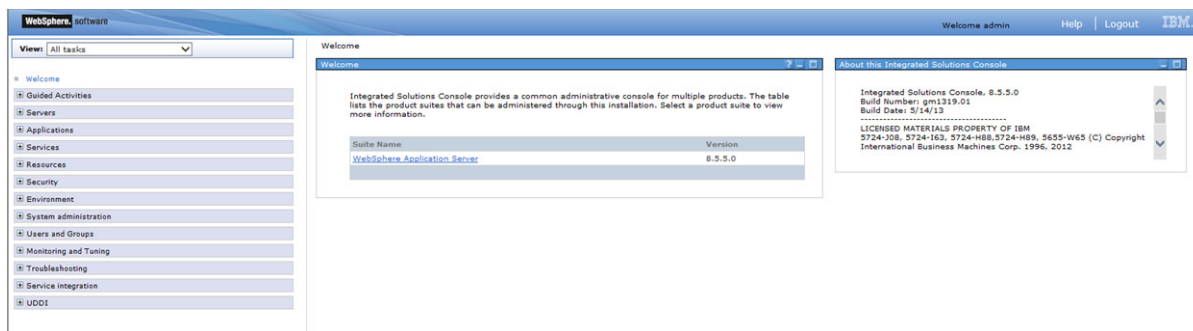 WebSphere. software
Welcome admin Help Logout IBM
View: All tasks
Welcome
Guided Activities
Servers
Applications
Services
Resources
Security
Environment
System administration
Users and Groups
Monitoring and Tuning
Troubleshooting
Service integration
UDDI
Welcome
Welcome ?
Integrated Solutions Console provides a common administrative console for multiple products. The table
lists the product suites that can be administered through this installation. Select a product suite to view
more information.
Suite Name Version
WebSphere Application Server 8.5.5.0
About this Integrated Solutions Console
Integrated Solutions Console, 8.5.5.0
Build Number: gm1319.01
Build Date: 5/14/13
----------------------------------------
LICENSED MATERIALS PROPERTY OF IBM
5724-J08, 5724-I63, 5724-H88,5724-H89, 5655-W65 (C) Copyright
International Business Machines Corp. 1996, 2012